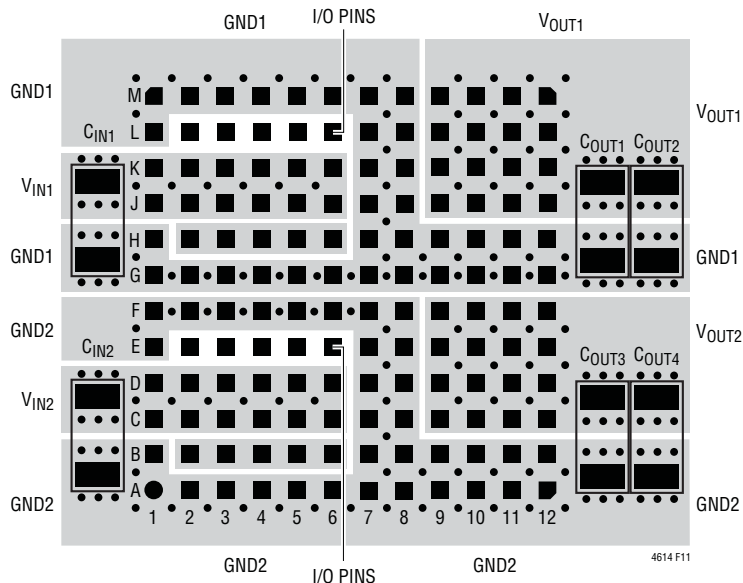 GND1
I/O PINS
VOUT1
GND1
M
VOUT1
CIN1
L
COUT1
COUT2
K
VIN1
J
GND1
H
GND1
G
F
GND2
VOUT2
CIN2
E
COUT3
COUT4
D
VIN2
C
B
GND2
A
GND2
1 2 3 4 5 6 7 8 9 10 11 12
GND2
I/O PINS
GND2
4614 F11